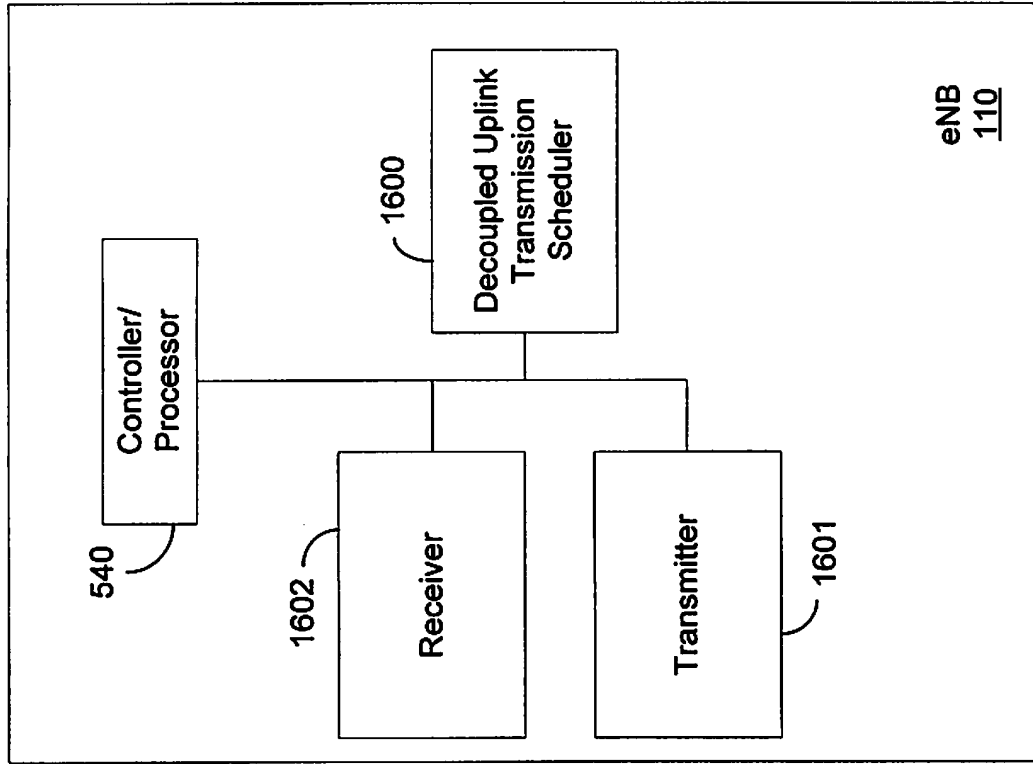 540
Controller/
Processor
1602
Receiver
1600
Decoupled Uplink
Transmission
Scheduler
Transmitter
1601
eNB
110